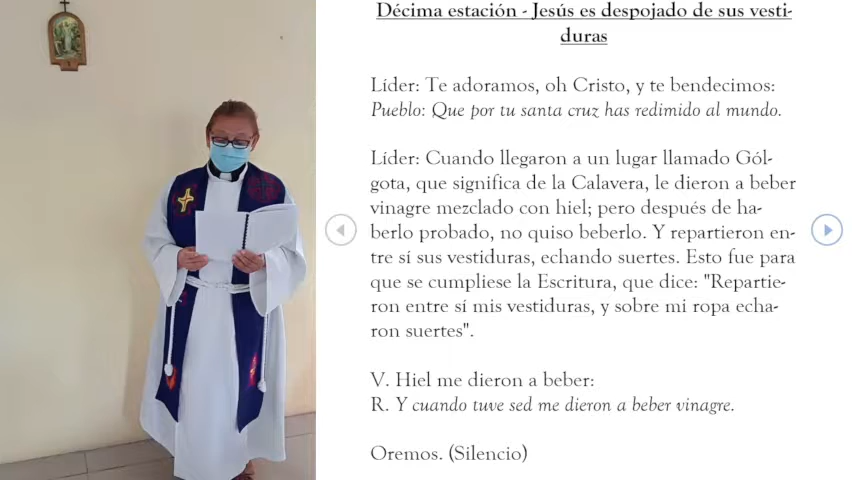 Décima estación - Jesús es despojado de sus vesti-
duras
Líder: Te adoramos, oh Cristo, y te bendecimos:
Pueblo: Que por tu santa cruz has redimido al mundo.
Líder: Cuando llegaron a un lugar llamado Gól-
gota, que significa de la Calavera, le dieron a beber
vinagre mezclado con hiel; pero después de ha-
berlo probado, no quiso beberlo. Y repartieron en-
tre sí sus vestiduras, echando suertes. Esto fue para
que se cumpliese la Escritura, que dice: "Repartie-
ron entre sí mis vestiduras, y sobre mi ropa echa-
ron suertes".
V. Hiel me dieron a beber:
R. Y cuando tuve sed me dieron a beber vinagre.
Oremos. (Silencio)